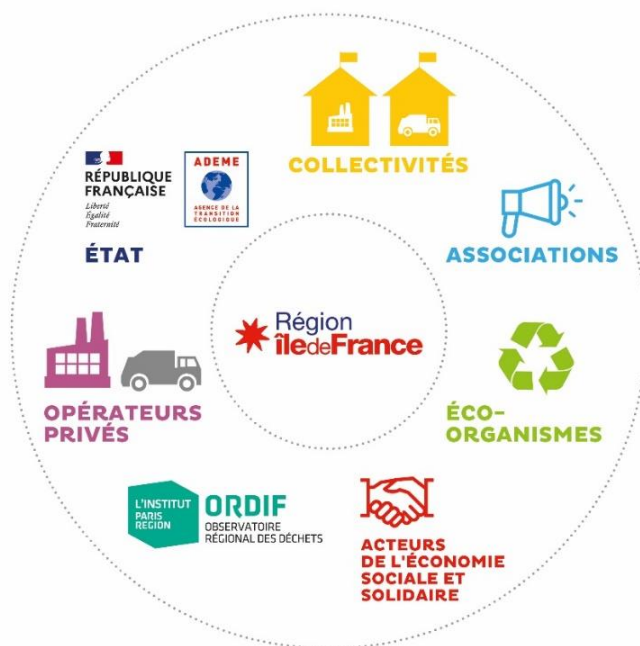 COLLECTIVITÉS
RÉPUBLIQUE
FRANÇAISE
Liberté
Égalité
Fraternité
ADEME
AGENCE DE LA
TRANSITION
ÉCOLOGIQUE
ÉTAT
ASSOCIATIONS
Région
îledeFrance
OPÉRATEURS
PRIVÉS
ÉCO-
ORGANISMES
L'INSTITUT
PARIS
REGION
ORDIF
OBSERVATOIRE
RÉGIONAL DES DÉCHETS
ACTEURS
DE L'ÉCONOMIE
SOCIALE ET
SOLIDAIRE